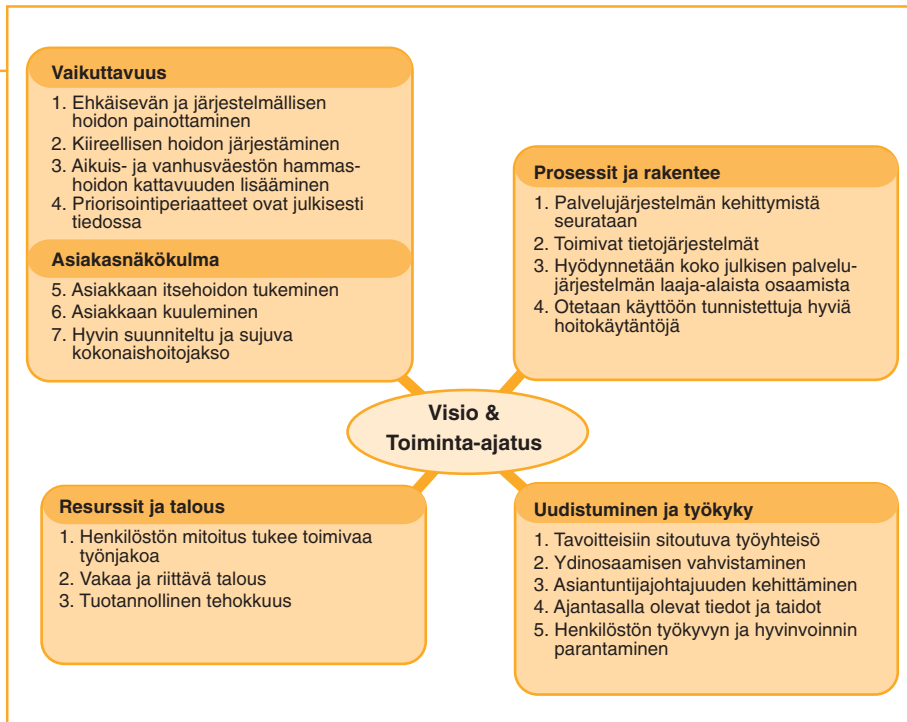 Vaikuttavuus
1. Ehkäisevän ja järjestelmällisen
hoidon painottaminen
2. Kiireellisen hoidon järjestäminen
3. Aikuis- ja vanhusväestön hammas-
hoidon kattavuuden lisääminen
4. Priorisointiperiaatteet ovat julkisesti
tiedossa
Asiakasnäkökulma
5. Asiakkaan itsehoidon tukeminen
6. Asiakkaan kuuleminen
7. Hyvin suunniteltu ja sujuva
kokonaishoitojakso
Prosessit ja rakentee
1. Palvelujärjestelmän kehittymistä
seurataan
2. Toimivat tietojärjestelmät
3. Hyödynnetään koko julkisen palvelu-
järjestelmän laaja-alaista osaamista
4. Otetaan käyttöön tunnistettuja hyviä
hoitokäytäntöjä
Visio &
Toiminta-ajatus
Resurssit ja talous
1. Henkilöstön mitoitus tukee toimivaa
työnjakoa
2. Vakaa ja riittävä talous
3. Tuotannollinen tehokkuus
Uudistuminen ja työkyky
1. Tavoitteisiin sitoutuva työyhteisö
2. Ydinosaamisen vahvistaminen
3. Asiantuntijajohtajuuden kehittäminen
4. Ajantasalla olevat tiedot ja taidot
5. Henkilöstön työkyvyn ja hyvinvoinnin
parantaminen